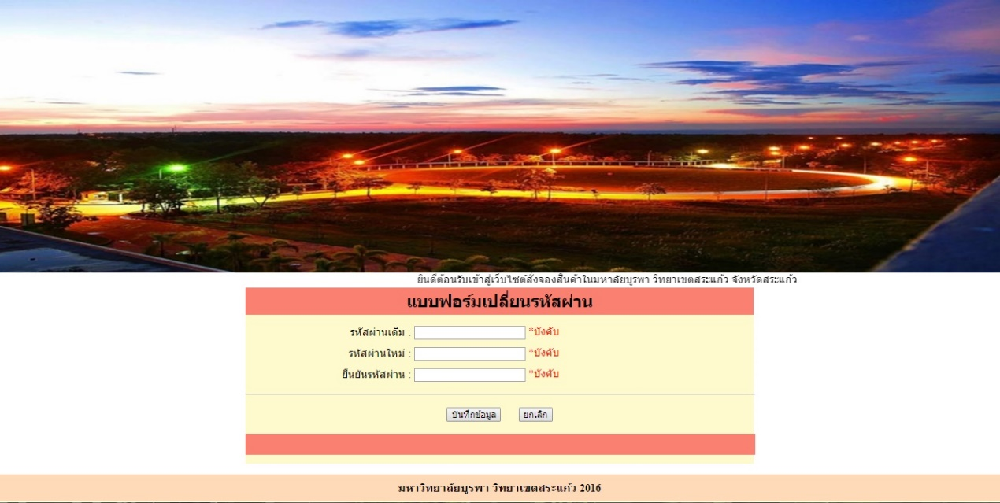 ยินดีต้อนรับเข้าสู่เว็บไซต์สั่งจองสินค้าในมหาลัยบูรพา วิทยาเขตสระแก้ว จังหวัดสระแก้ว
แบบฟอร์มเปลี่ยนรหัสผ่าน
รหัสผ่านเดิม : *บังคับ
รหัสผ่านใหม่ : *บังคับ
ยืนยันรหัสผ่าน : *บังคับ
บันทึกข้อมูล ยกเลิก
มหาวิทยาลัยบูรพา วิทยาเขตสระแก้ว 2016